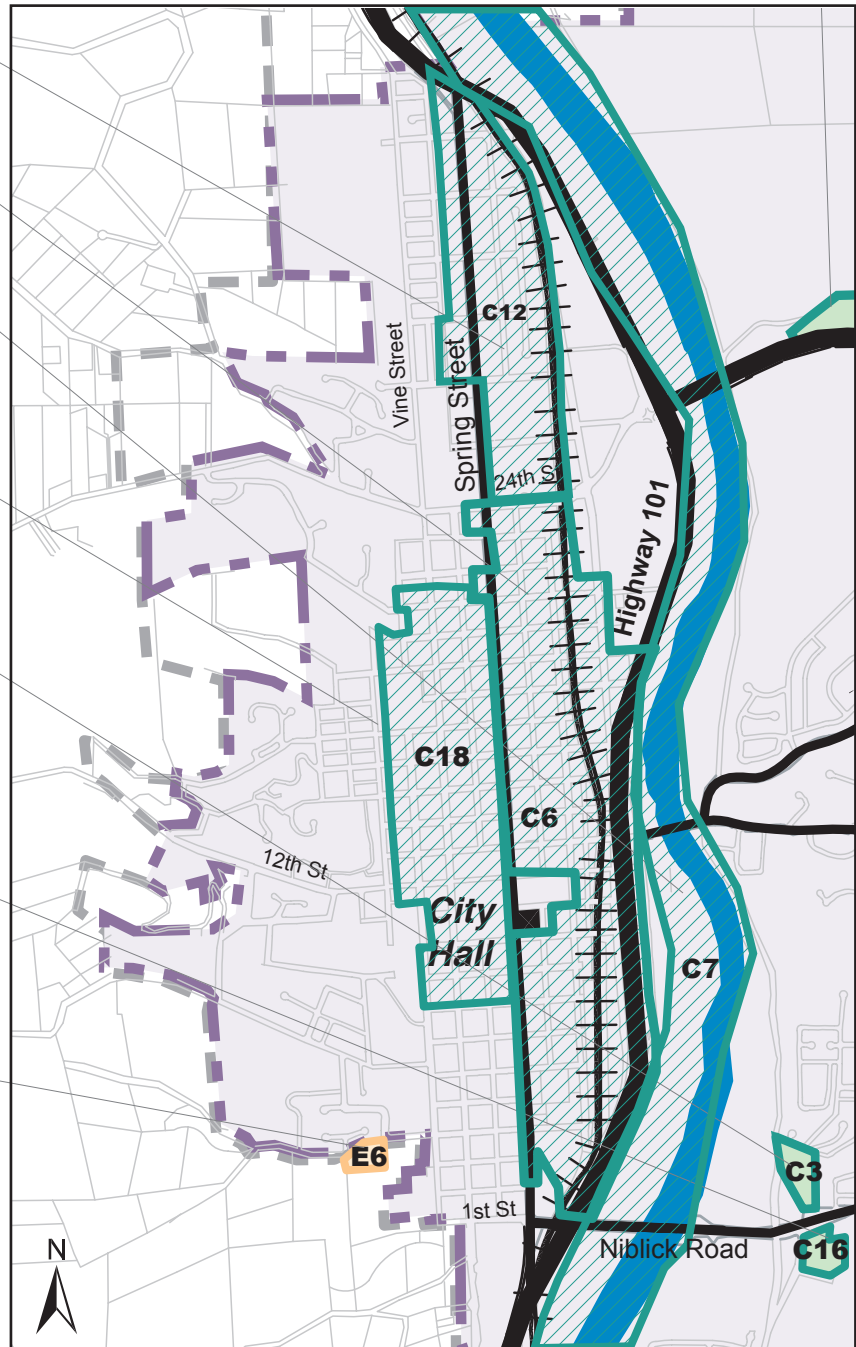 C12
Vine Street
Spring Street
24th S
Highway 101
C18
C6
12th St
City
Hall
C7
E6
C3
1st St
Niblick Road
C16
N